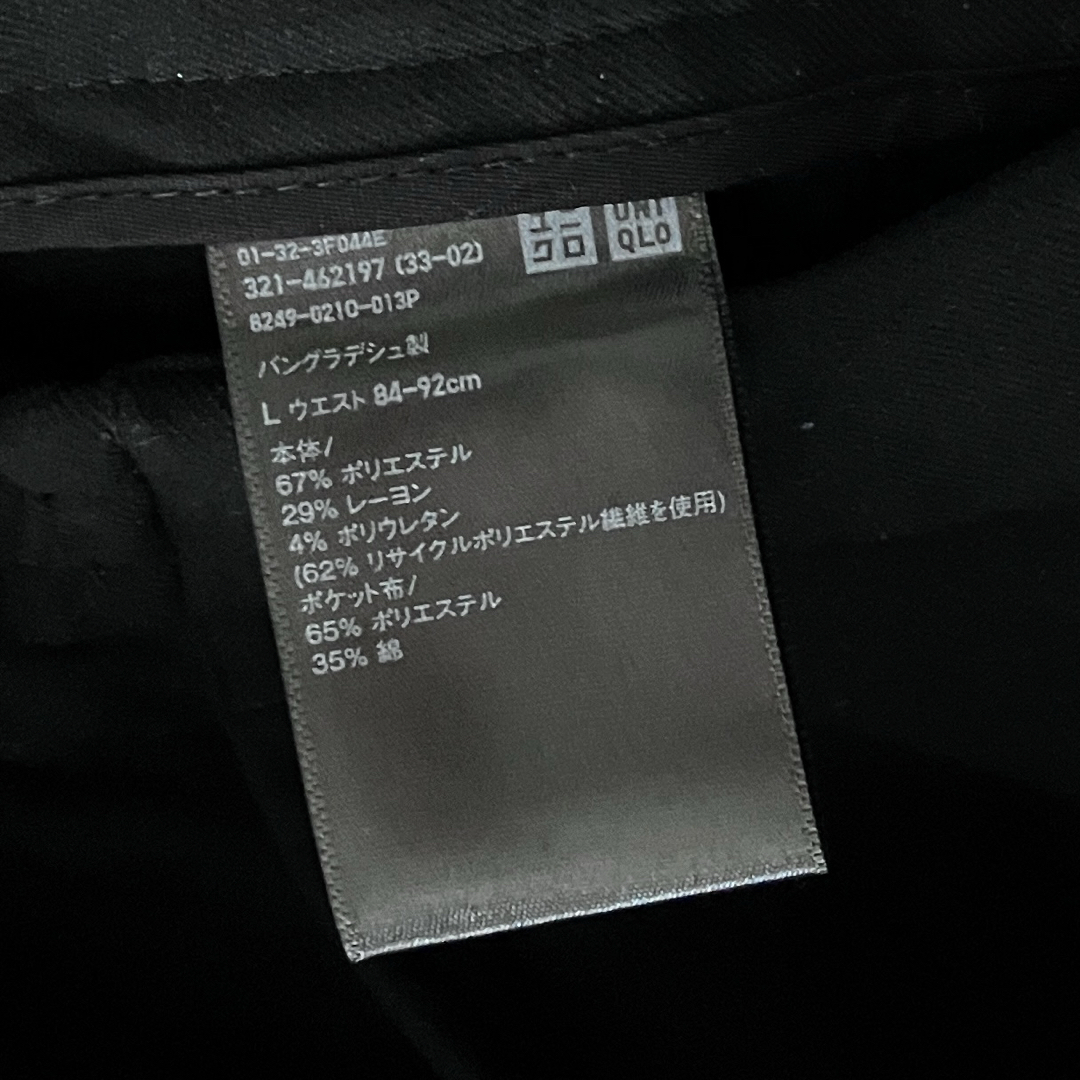 01-32-3F044E
321-462197 (33-02)
8249-0210-013P
ユニ
クロ
UNI
QLO
バングラデシュ製
L ウエスト 84-92cm
本体/
67% ポリエステル
29% レーヨン
4% ポリウレタン
(62% リサイクルポリエステル繊維を使用)
ポケット布/
65% ポリエステル
35% 綿